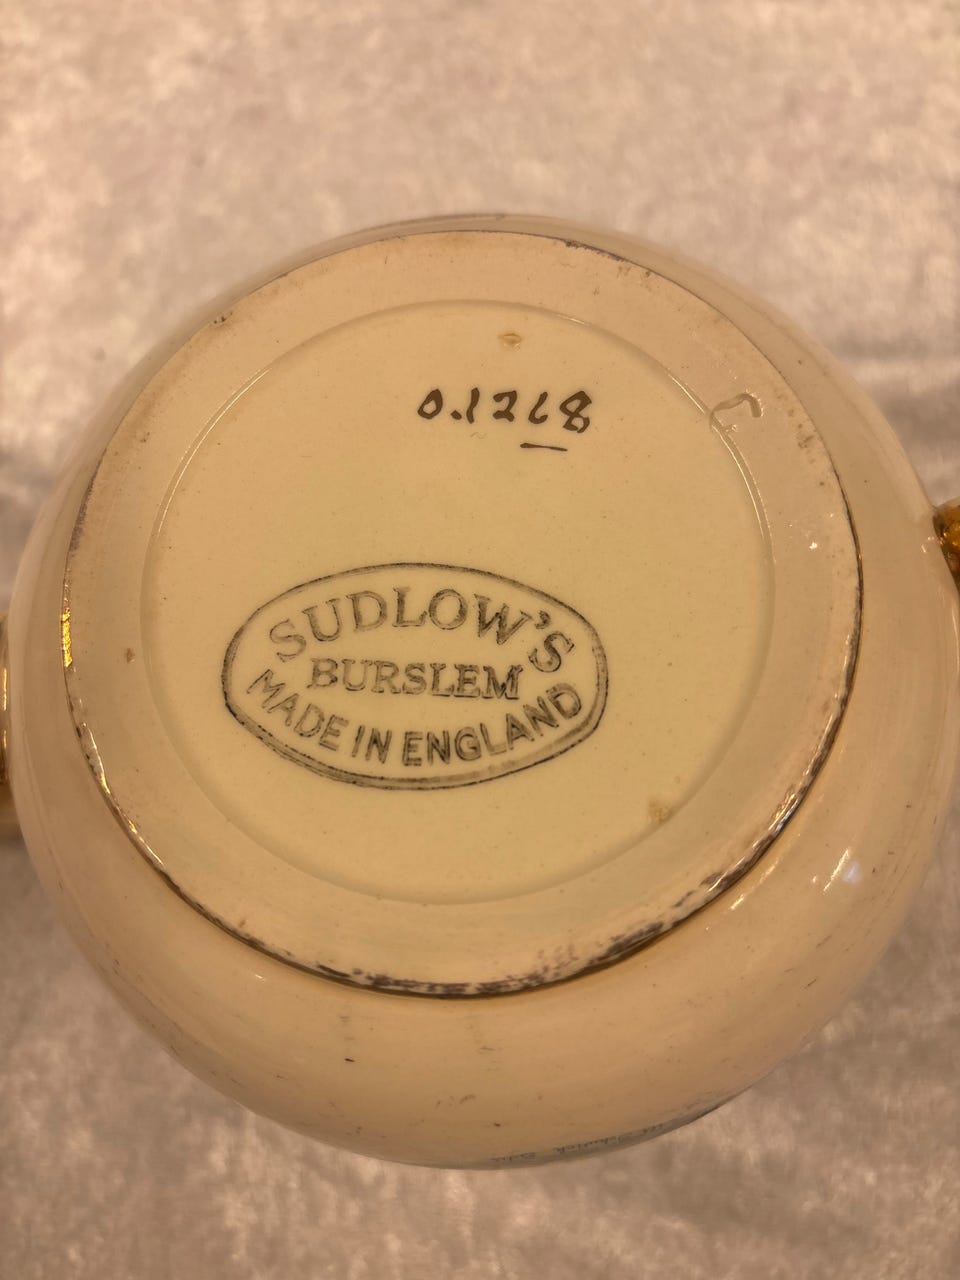 0.1268
SUDLOW'S
BURSLEM
MADE IN ENGLAND